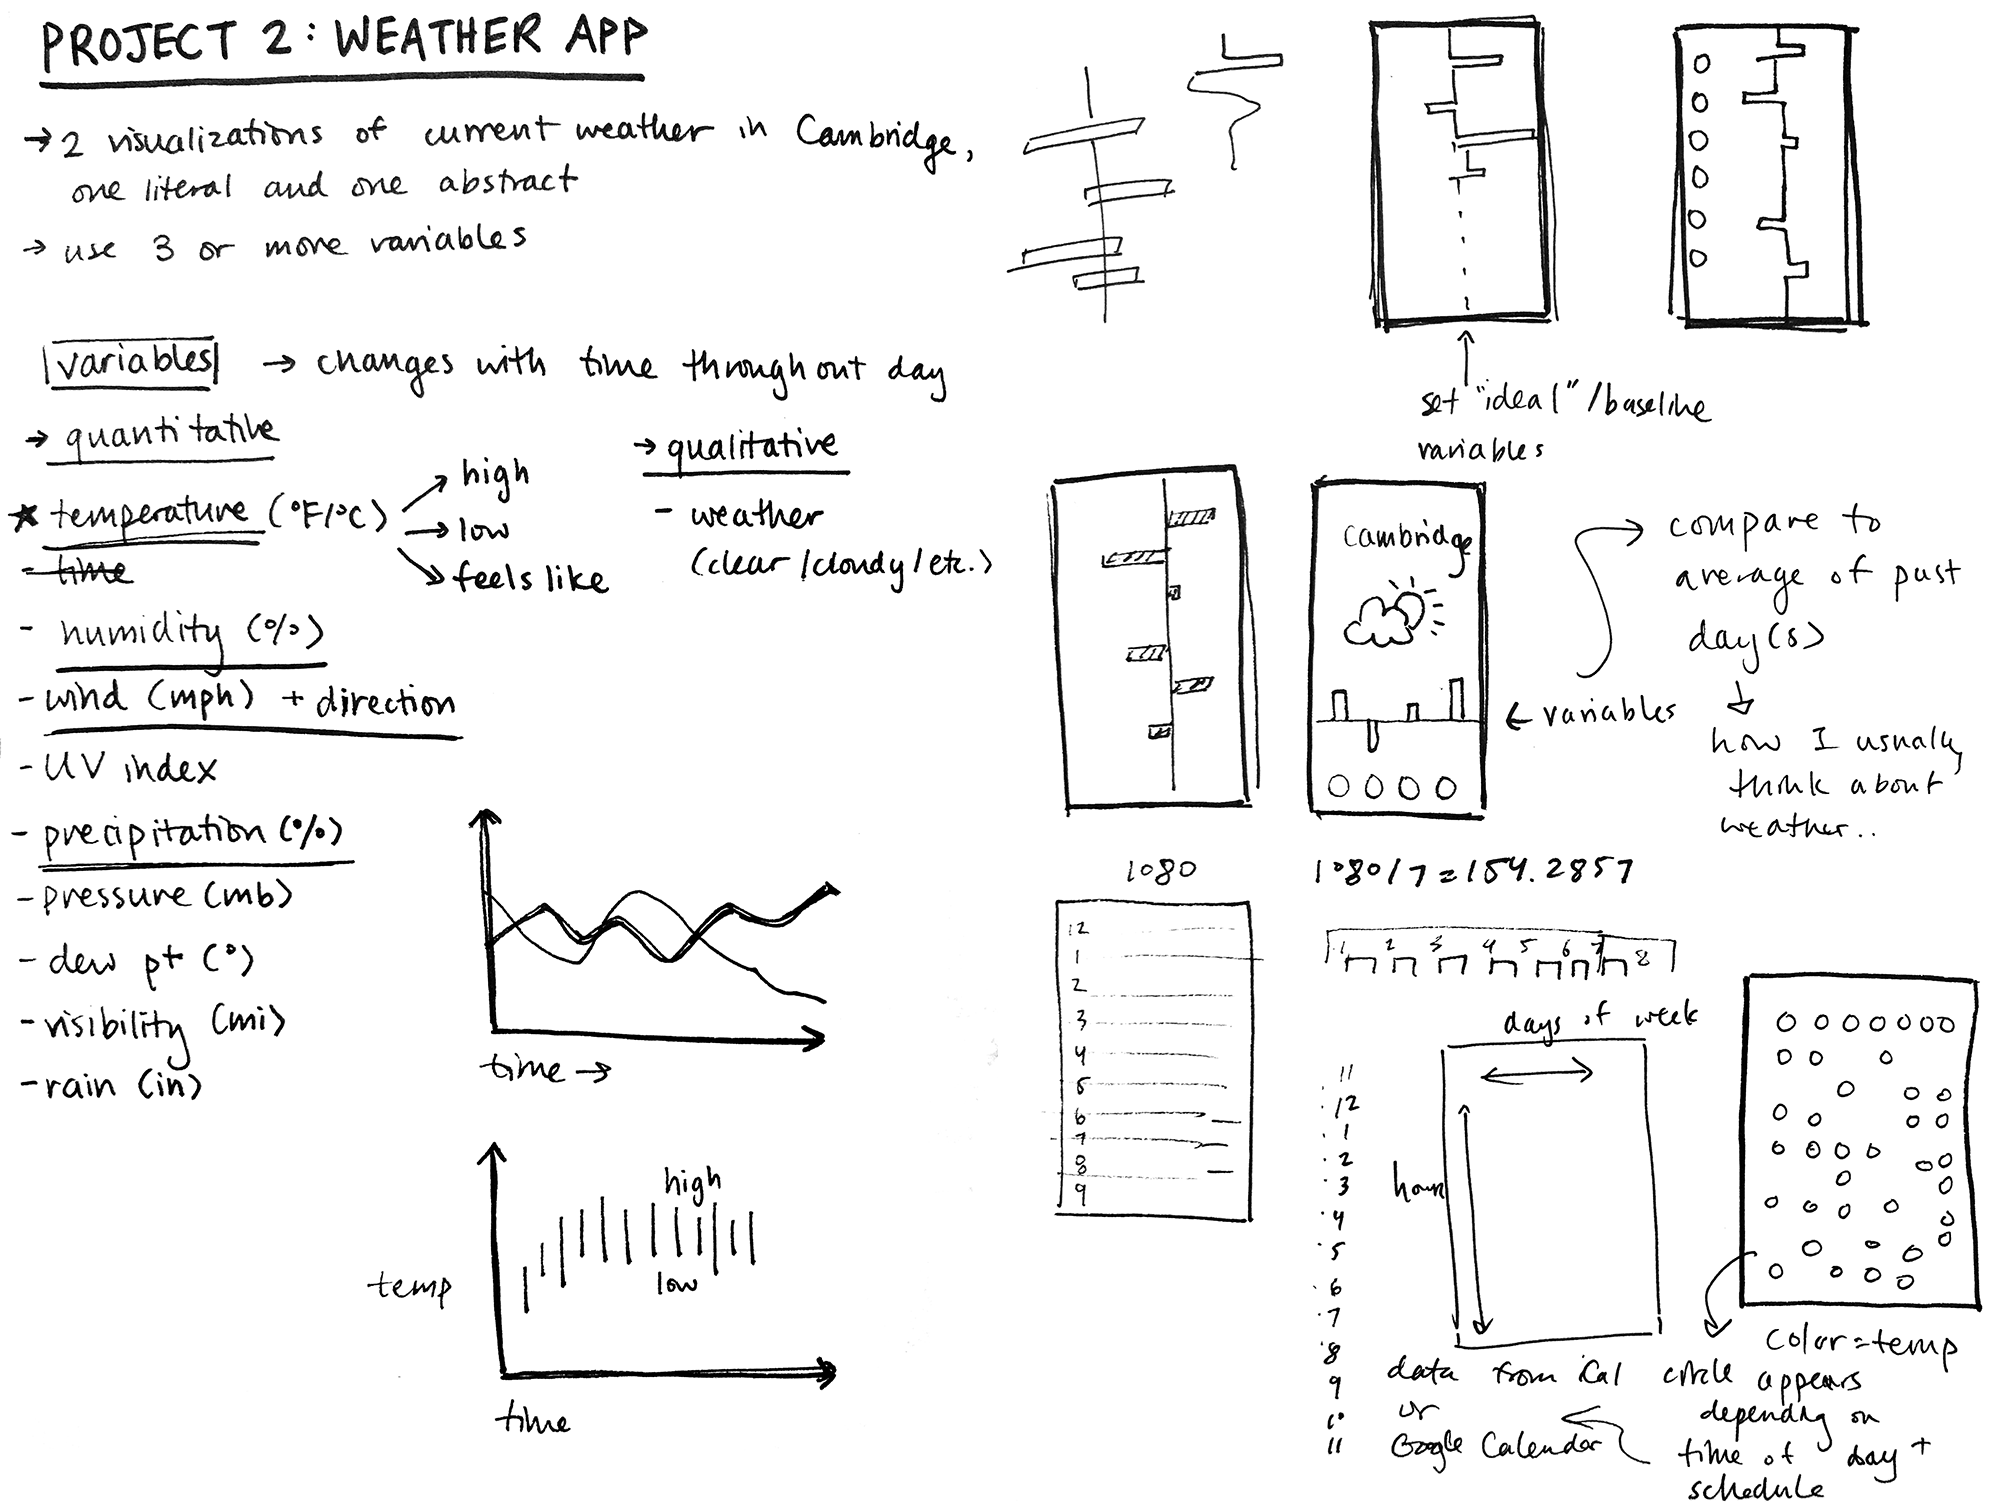 PROJECT 2: WEATHER APP
→ 2 visualizations of current weather in Cambridge,
one literal and one abstract
→ use 3 or more variables
variables → changes with time throughout day
→ quantitative
★ temperature (°F/°C)
high
low
feels like
- time
- humidity (%)
- wind (mph) + direction
- UV index
- precipitation (%)
- pressure (mb)
- dew pt (°)
- visibility (mi)
- rain (in)
→ qualitative
- weather
(clear/cloudy/etc.)
time →
high
low
temp
time
set "ideal"/baseline
variables
Cambridge
← variables
compare to
average of past
day(s)
how I usually
think about
weather..
1080
12
1
2
3
4
5
6
7
8
9
1080/7=154.2857
1 2 3 4 5 6 7 8
days of week
hours
11
12
1
2
3
4
5
6
7
8
9
10
11
data from iCal
or
Google Calendar
color=temp
circle appears
depending on
time of day +
schedule